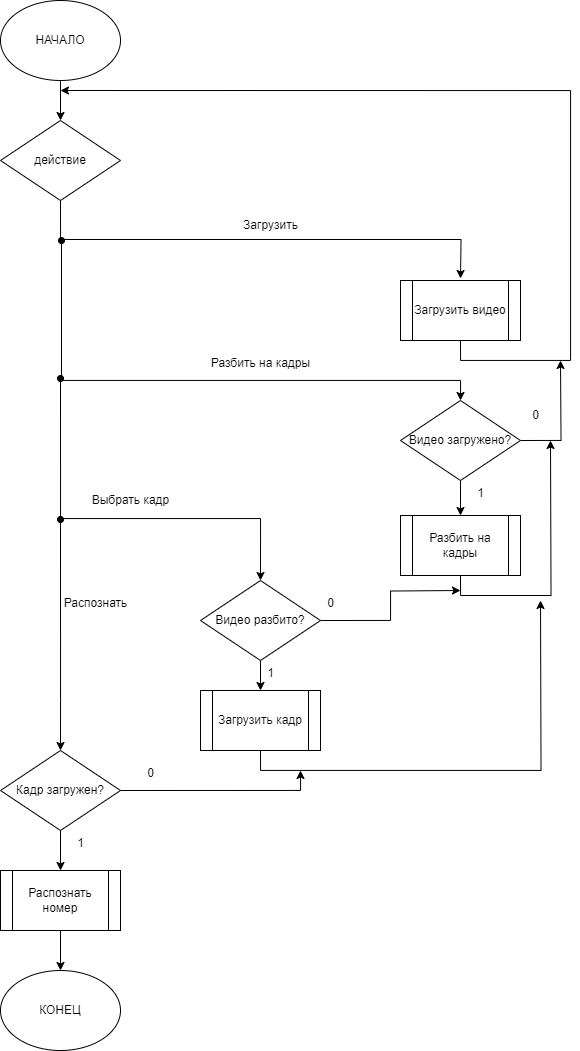 НАЧАЛО
действие
Загрузить
Загрузить видео
Разбить на кадры
0
Видео загружено?
1
Выбрать кадр
Разбить на
кадры
Распознать
0
Видео разбито?
1
Загрузить кадр
0
Кадр загружен?
1
Распознать
номер
КОНЕЦ